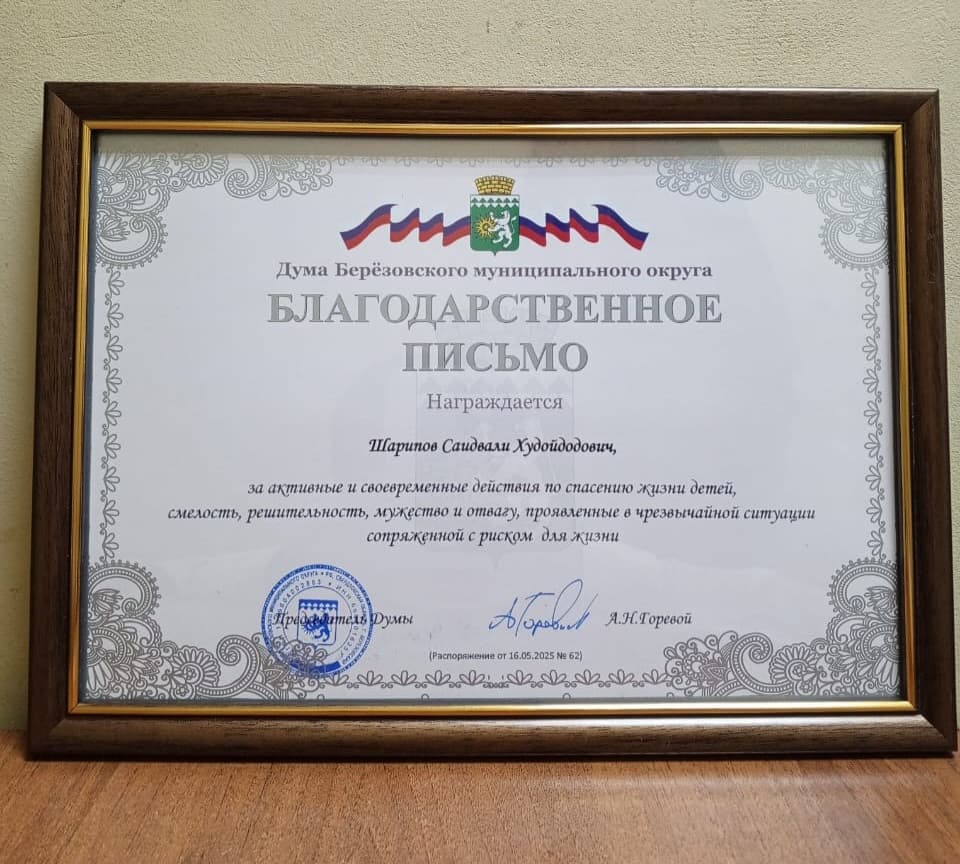 Дума Берёзовского муниципального округа
БЛАГОДАРСТВЕННОЕ
ПИСЬМО
Награждается
Шарипов Саидвали Худойдодович,
за активные и своевременные действия по спасению жизни детей,
смелость, решительность, мужество и отвагу, проявленные в чрезвычайной ситуации
сопряженной с риском для жизни
Председатель Думы А.Н.Горевой
(Распоряжение от 16.05.2025 № 62)